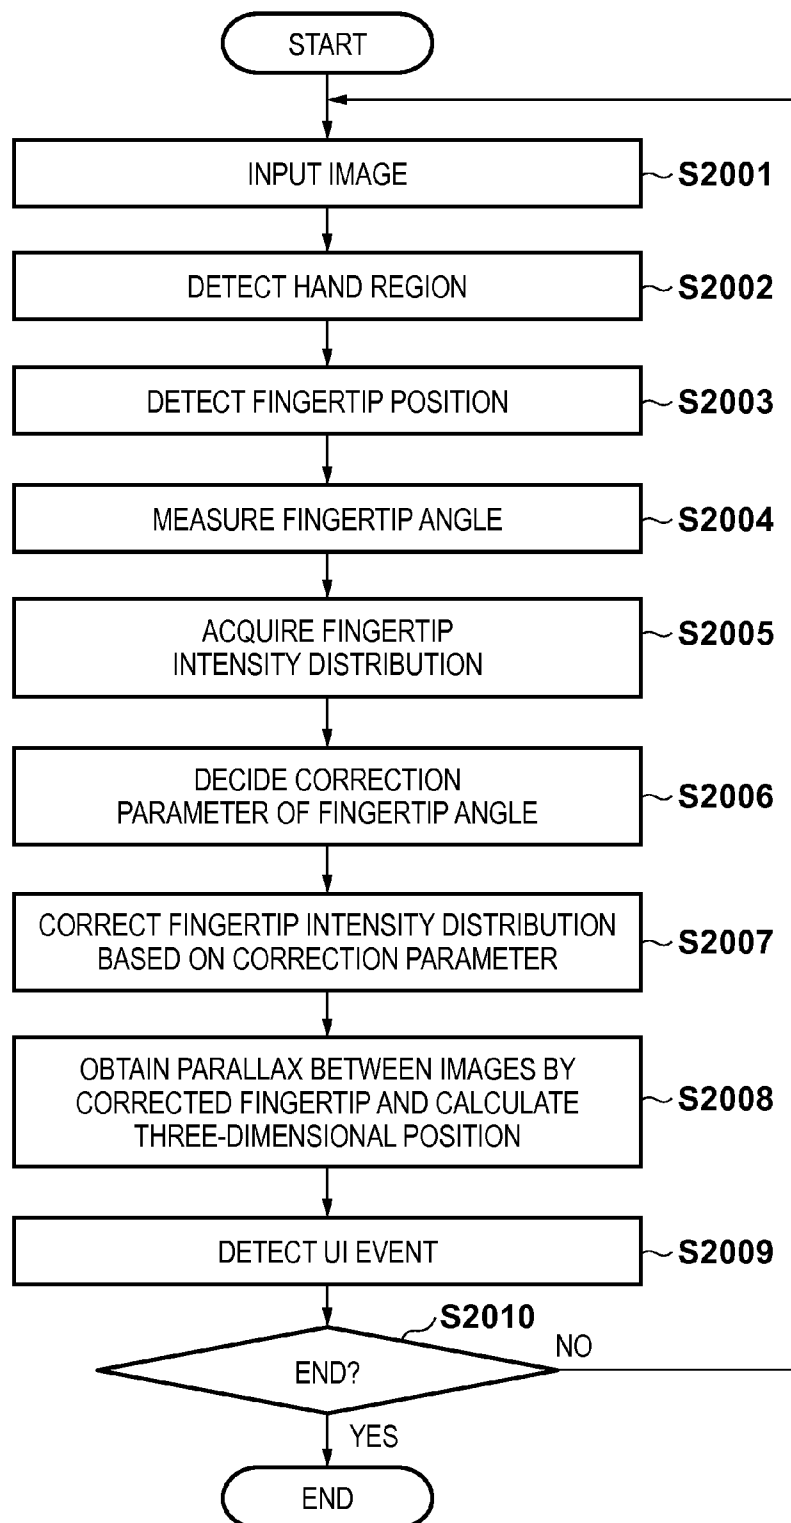 START
INPUT IMAGE
S2001
DETECT HAND REGION
S2002
DETECT FINGERTIP POSITION
S2003
MEASURE FINGERTIP ANGLE
S2004
ACQUIRE FINGERTIP
INTENSITY DISTRIBUTION
S2005
DECIDE CORRECTION
PARAMETER OF FINGERTIP ANGLE
S2006
CORRECT FINGERTIP INTENSITY DISTRIBUTION
BASED ON CORRECTION PARAMETER
S2007
OBTAIN PARALLAX BETWEEN IMAGES BY
CORRECTED FINGERTIP AND CALCULATE
THREE-DIMENSIONAL POSITION
S2008
DETECT UI EVENT
S2009
S2010
END?
NO
YES
END